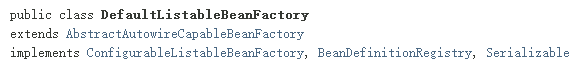 public class DefaultListableBeanFactory
extends AbstractAutowireCapableBeanFactory
implements ConfigurableListableBeanFactory, BeanDefinitionRegistry, Serializable